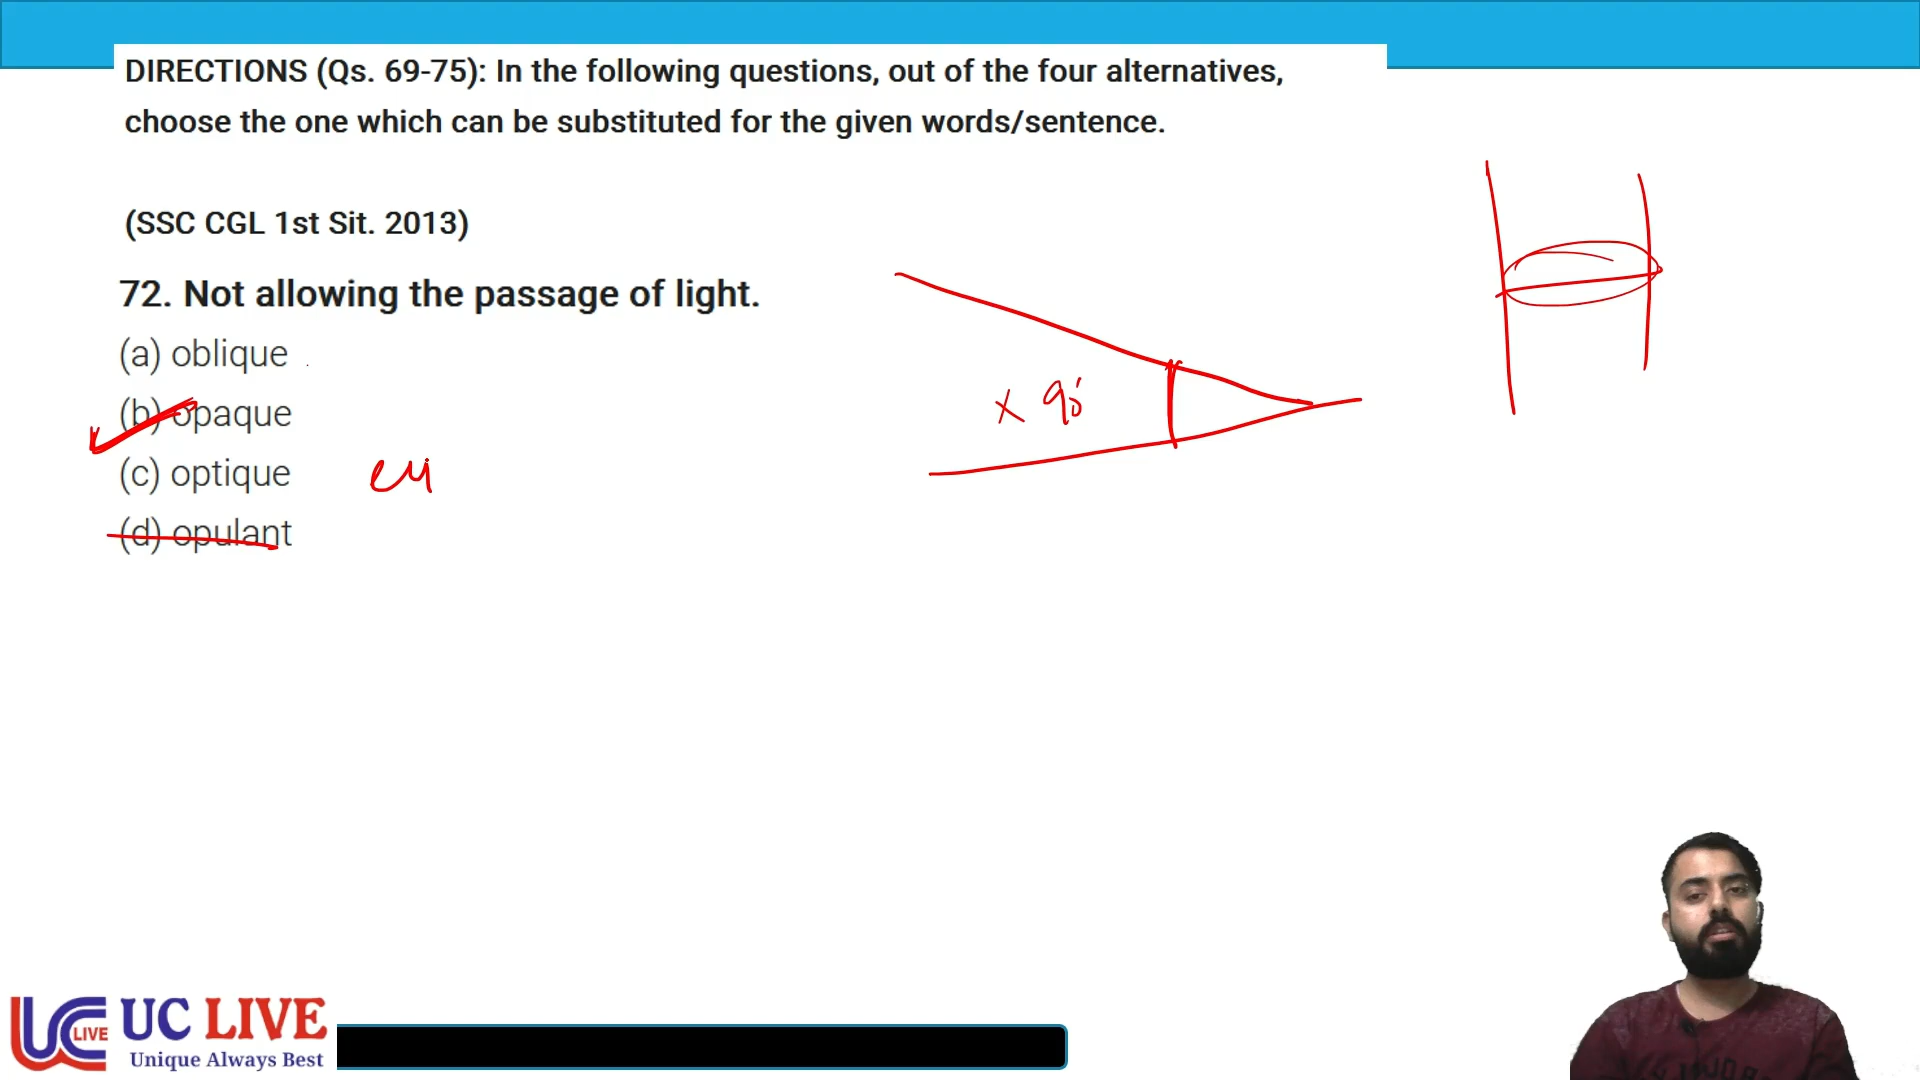 DIRECTIONS (Qs. 69-75): In the following questions, out of the four alternatives,
choose the one which can be substituted for the given words/sentence.
(SSC CGL 1st Sit. 2013)
72. Not allowing the passage of light.
(a) oblique
(b) opaque
(c) optique
(d) opulant
x 90°
UC LIVE
LIVE
Unique Always Best